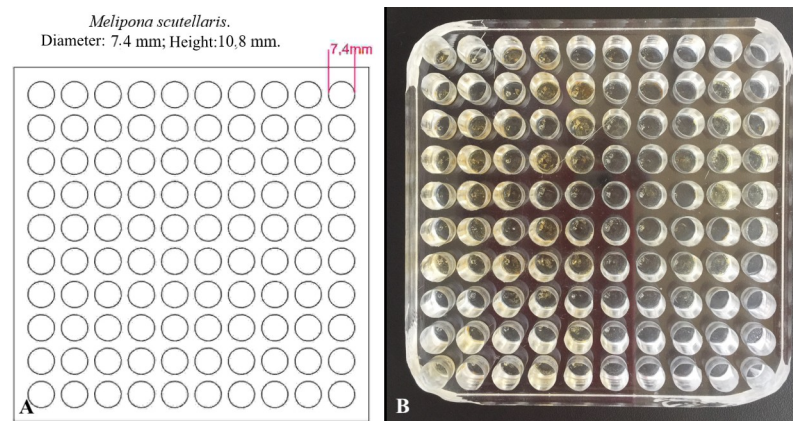 Melipona scutellaris.
Diameter: 7.4 mm; Height:10,8 mm.
7,4mm
A
B